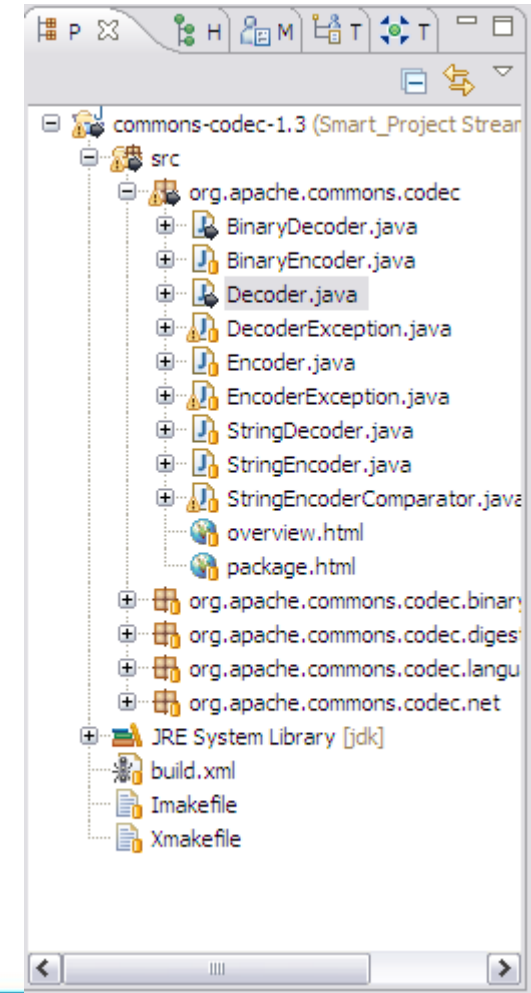 P H M T T
commons-codec-1.3 (Smart_Project Strear
src
org.apache.commons.codec
BinaryDecoder.java
BinaryEncoder.java
Decoder.java
DecoderException.java
Encoder.java
EncoderException.java
StringDecoder.java
StringEncoder.java
StringEncoderComparator.java
overview.html
package.html
org.apache.commons.codec.binary
org.apache.commons.codec.diges
org.apache.commons.codec.langu
org.apache.commons.codec.net
JRE System Library [jdk]
build.xml
Imakefile
Xmakefile